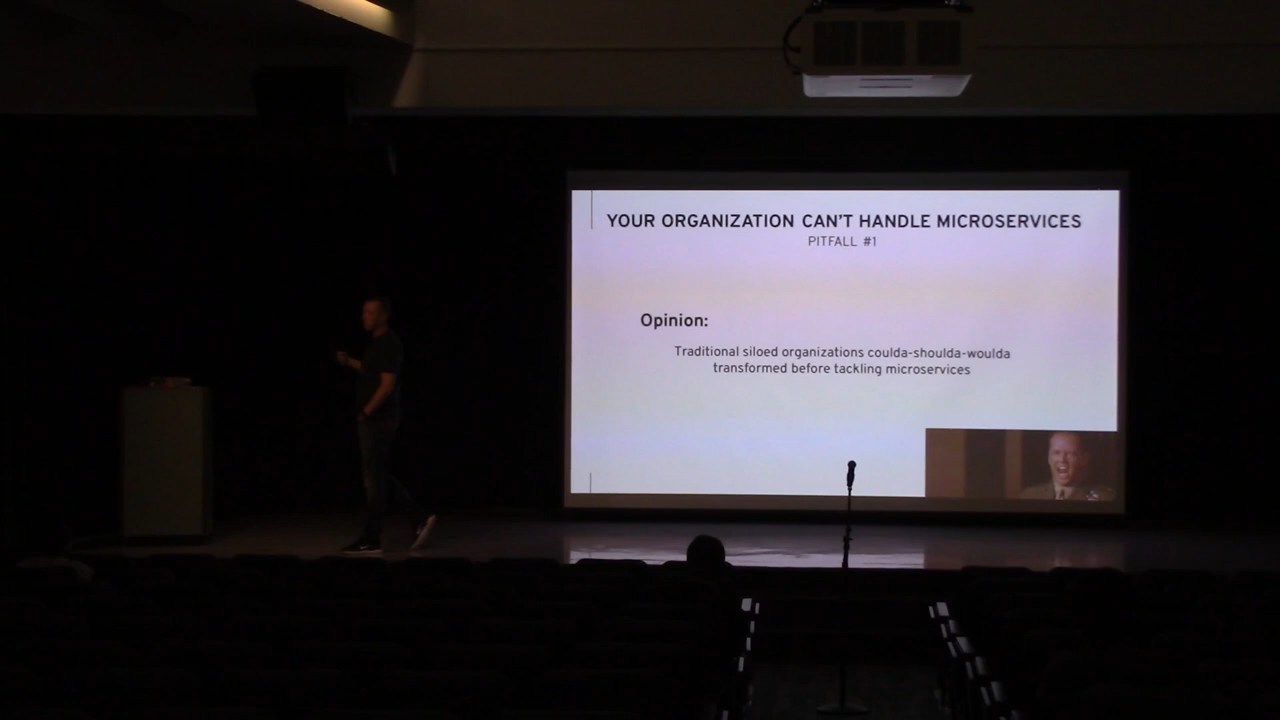 YOUR ORGANIZATION CAN'T HANDLE MICROSERVICES
PITFALL #1
Opinion:
Traditional siloed organizations coulda-shoulda-woulda
transformed before tackling microservices